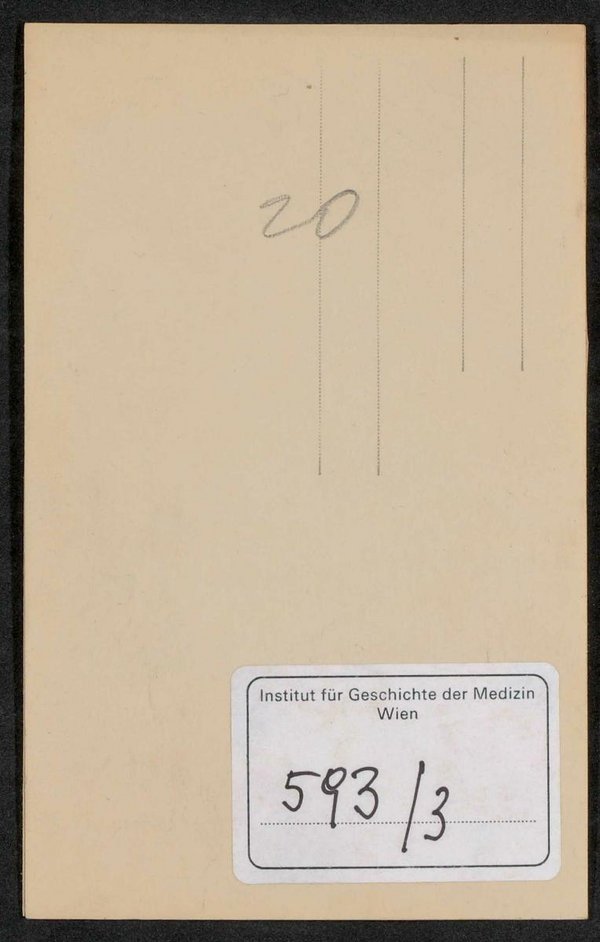 20
Institut für Geschichte der Medizin
Wien
593/3